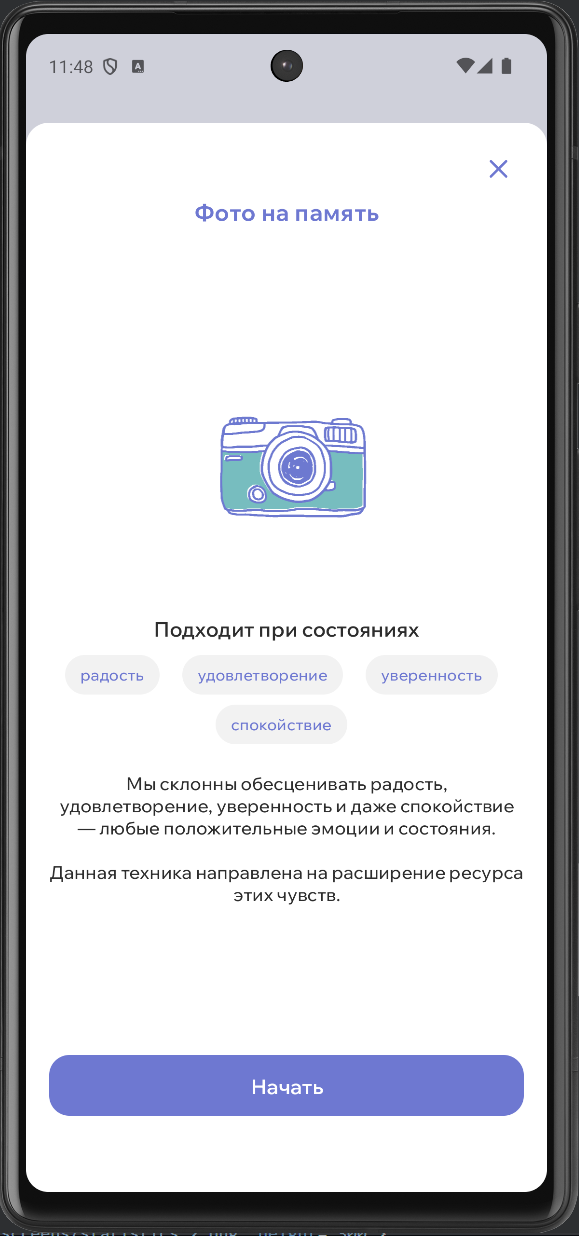 11:48
A
Фото на память
Подходит при состояниях
радость удовлетворение уверенность
спокойствие
Мы склонны обесценивать радость,
удовлетворение, уверенность и даже спокойствие
— любые положительные эмоции и состояния.
Данная техника направлена на расширение ресурса
этих чувств.
Начать